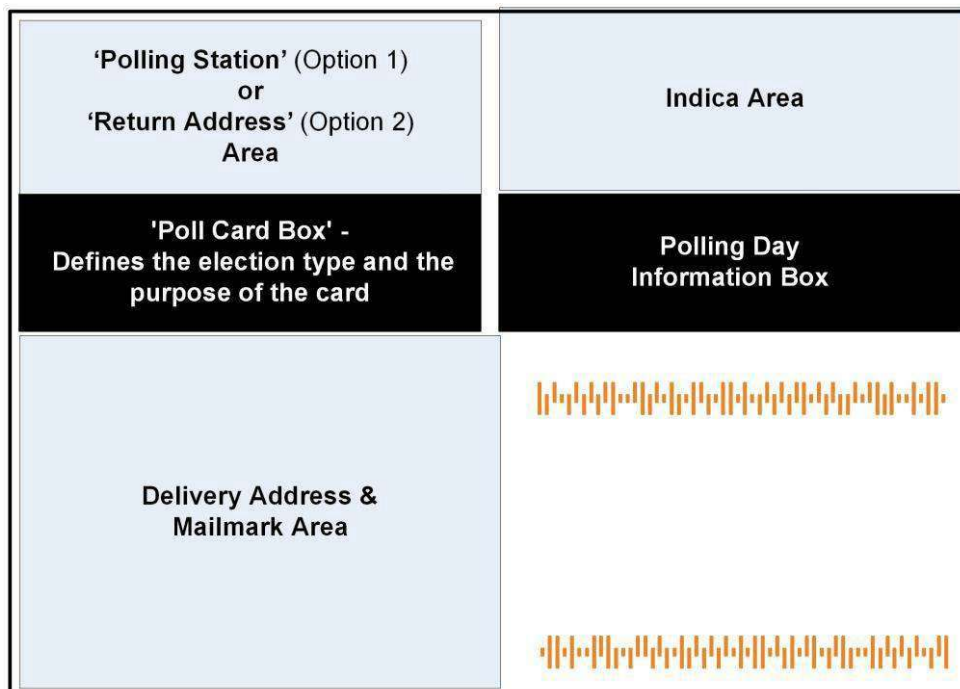 ‘Polling Station’ (Option 1)
or
‘Return Address’ (Option 2)
Area
Indica Area
'Poll Card Box' -
Defines the election type and the
purpose of the card
Polling Day
Information Box
Delivery Address &
Mailmark Area